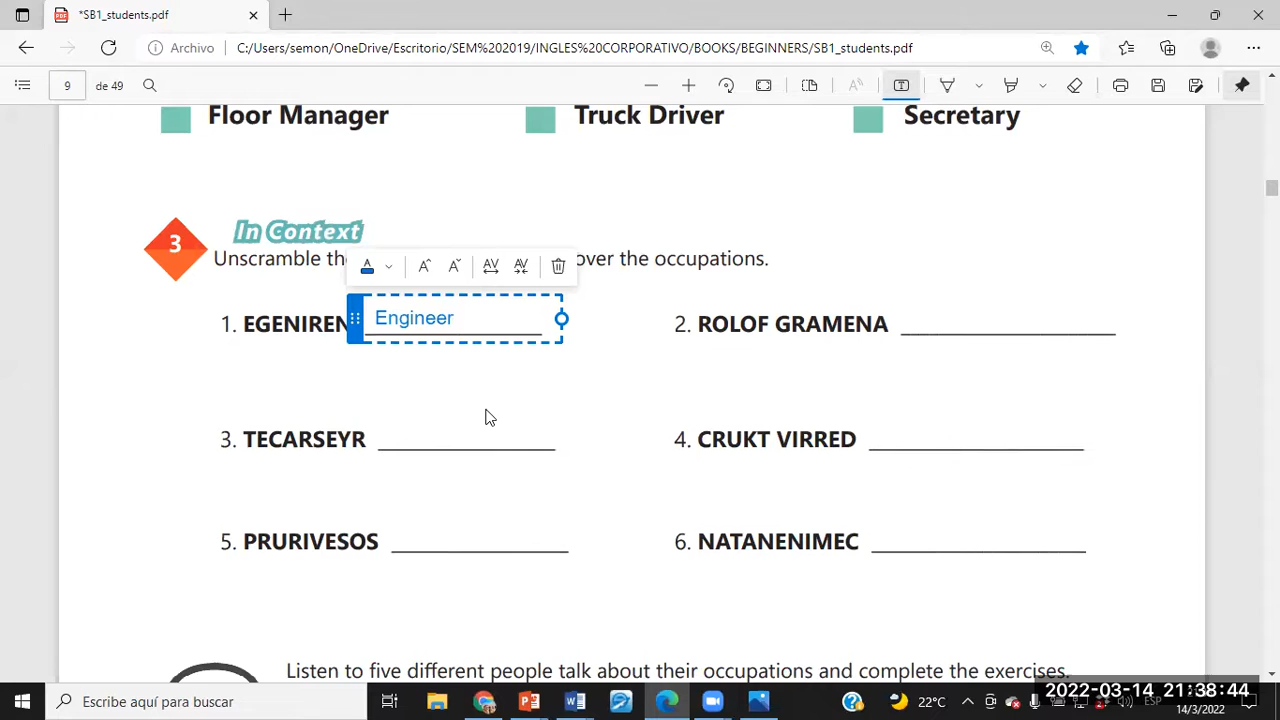 *SB1_students.pdf
Archivo C:/Users/semon/OneDrive/Escritorio/SEM%202019/INGLES%20CORPORATIVO/BOOKS/BEGINNERS/SB1_students.pdf
9 de 49
Floor Manager Truck Driver Secretary
3 In Context
Unscramble th over the occupations.
1. EGENIREN Engineer 2. ROLOF GRAMENA
3. TECARSEYR 4. CRUKT VIRRED
5. PRURIVESOS 6. NATANENIMEC
Listen to five different people talk about their occupations and complete the exercises.
Escribe aquí para buscar 22°C ESP
2022-03-14 21:38:44
14/3/2022